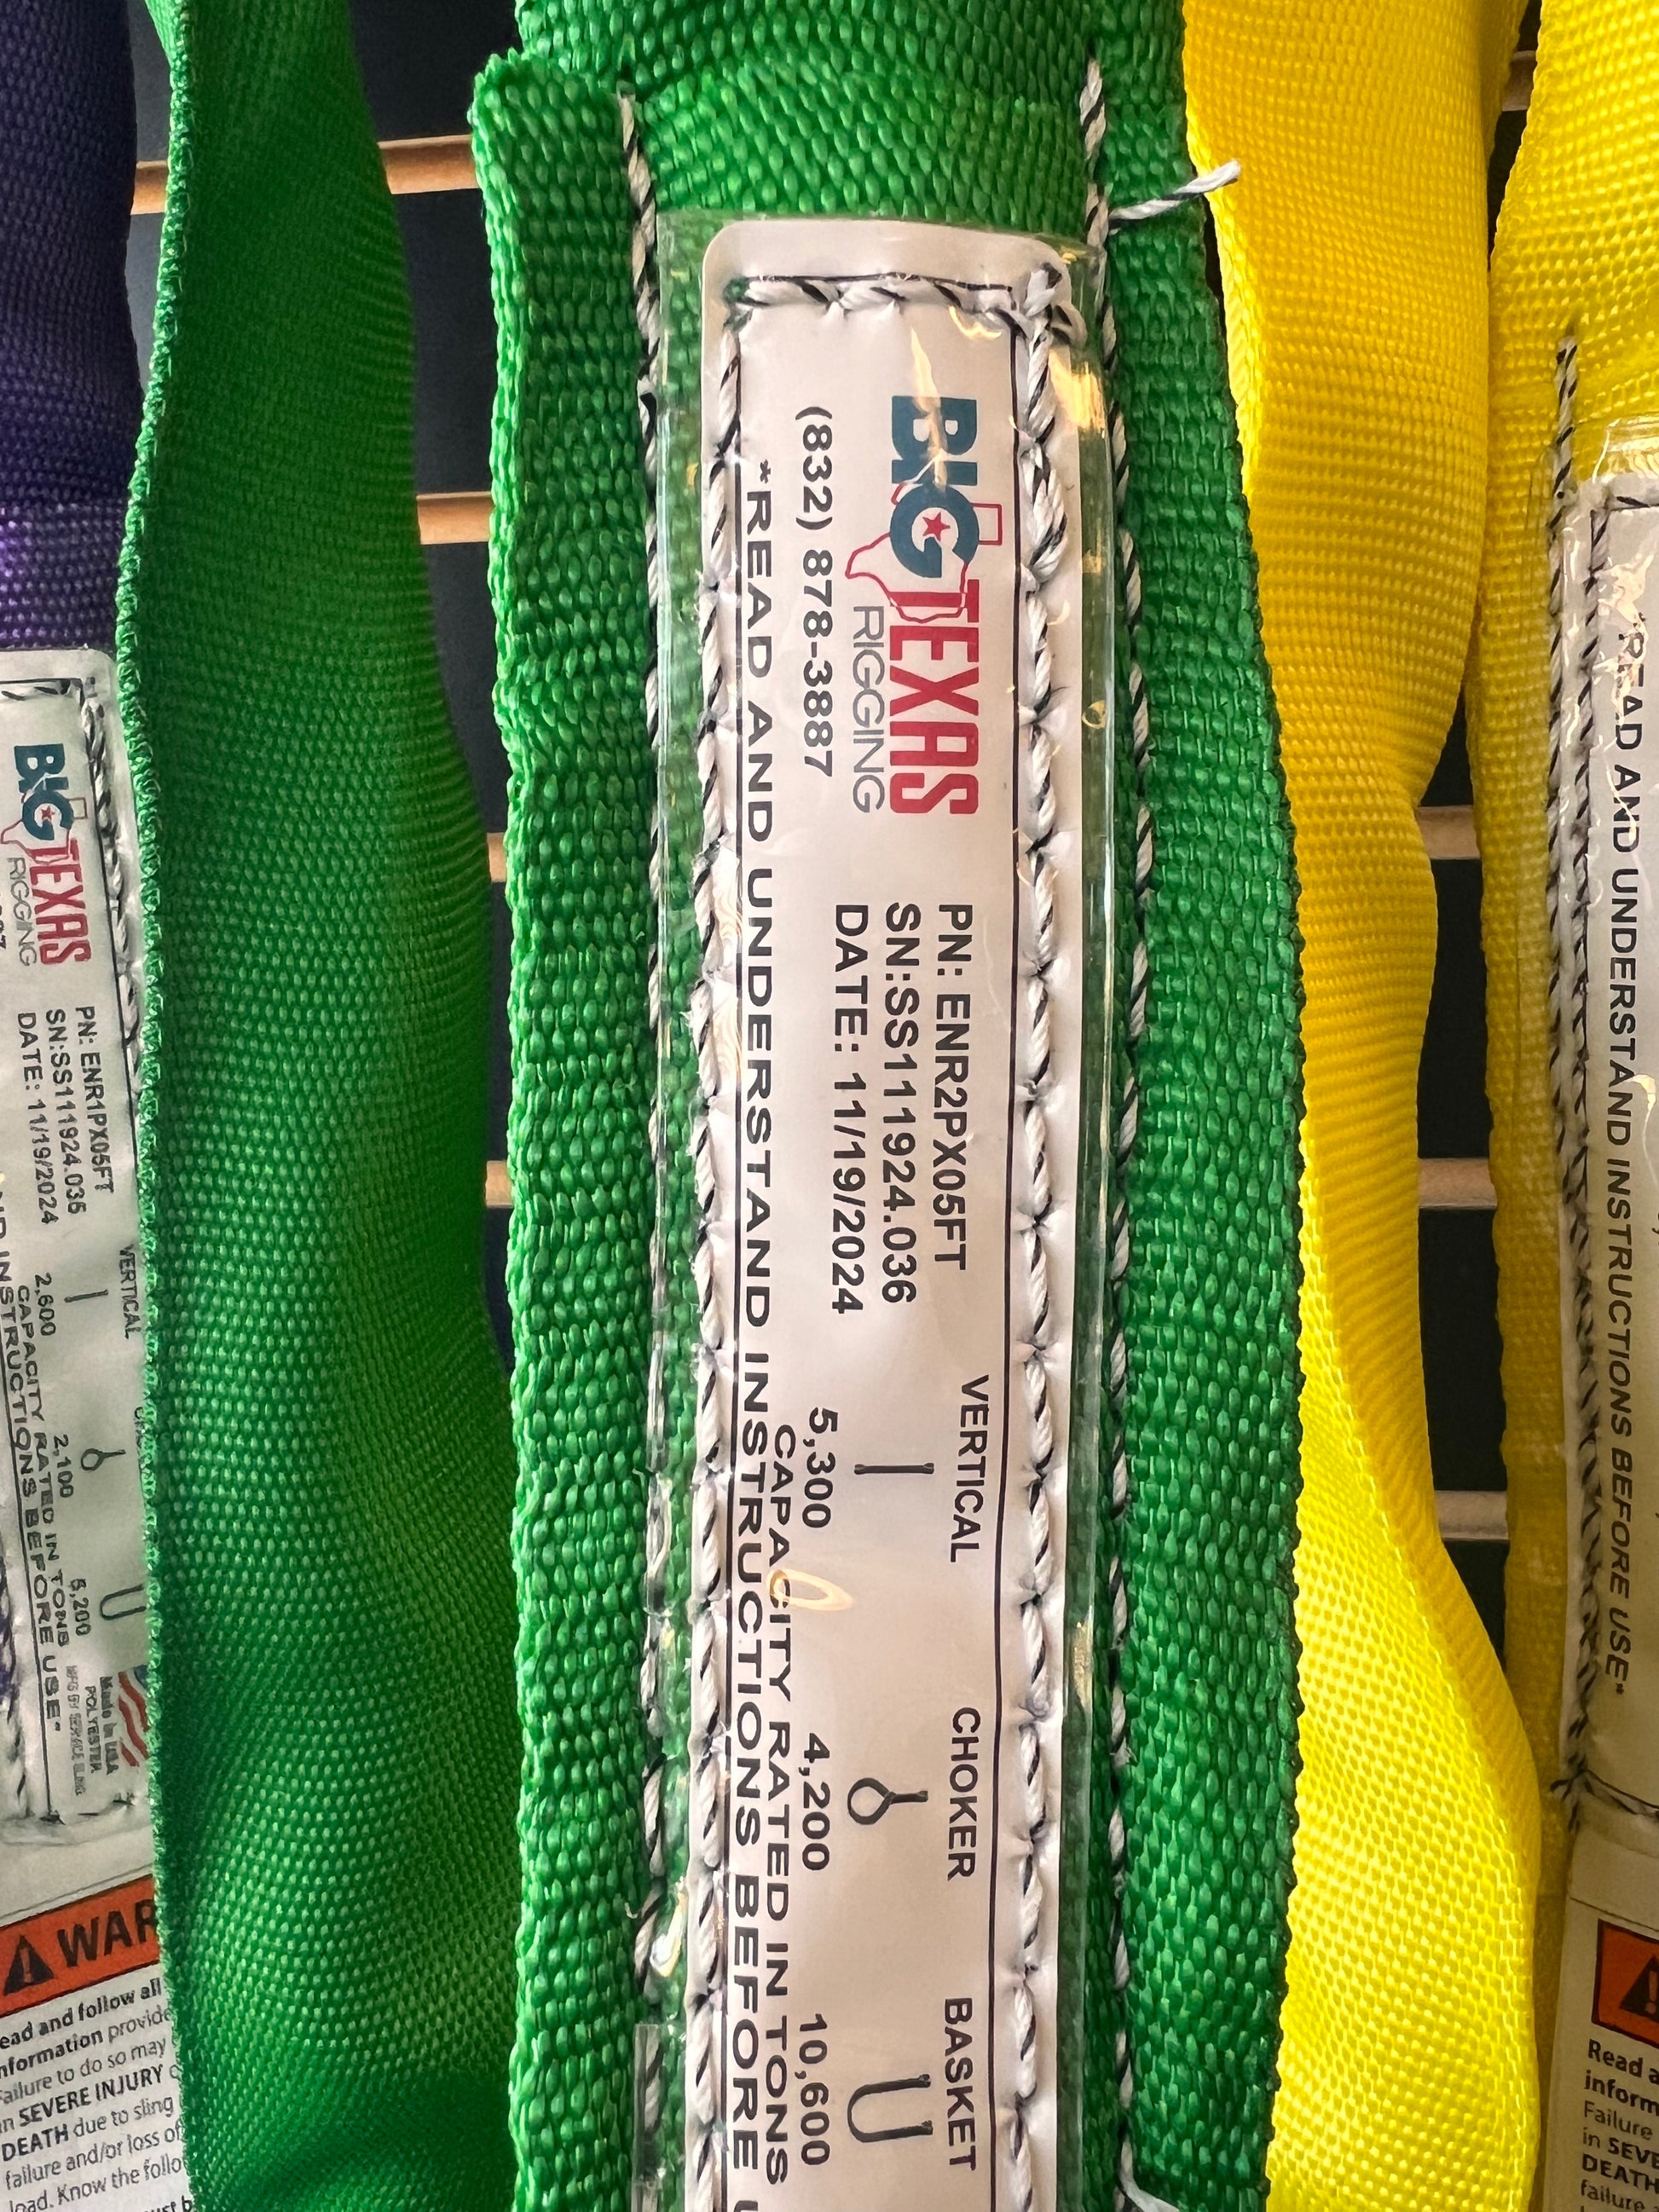 BIG TEXAS
RIGGING
(832) 878-3887
PN: ENR2PX05FT
SN:SS111924.036
DATE: 11/19/2024
VERTICAL CHOKER BASKET
5,300 4,200 10,600
CAPACITY RATED IN TONS
*READ AND UNDERSTAND INSTRUCTIONS BEFORE
BIG TEXAS
RIGGING
PN: ENR1PX05FT
SN:SS111924.035
DATE: 11/19/2024
VERTICAL
2,600 2,100 5,200
CAPACITY RATED IN TONS
INSTRUCTIONS BEFORE USE*
Made in USA
POLYESTER
WAR
ead and follow all
nformation provide
ailure to do so may
in SEVERE INJURY
DEATH due to sling
failure and/or loss of
load. Know the follo
*READ AND UNDERSTAND INSTRUCTIONS BEFORE USE*
Read a
inform
Failure
in SEVE
DEATH
failure